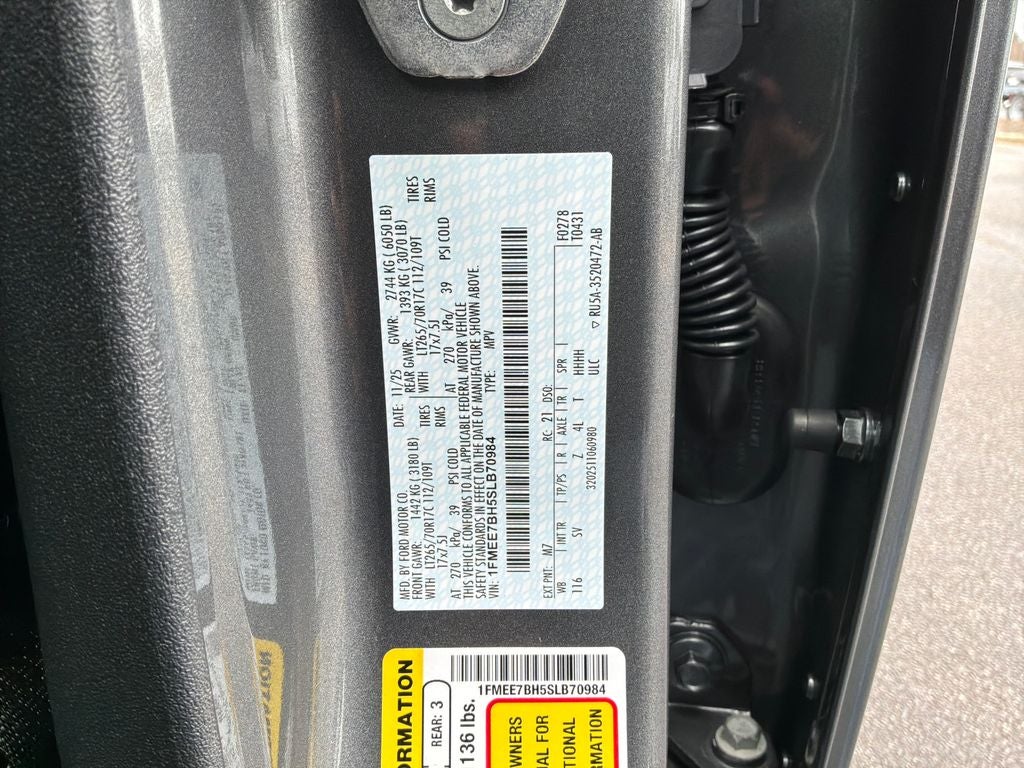 MFD. BY FORD MOTOR CO.
DATE: 11/25 GVWR: 2744 KG ( 6050 LB)
FRONT GAWR: 1442 KG ( 3180 LB) REAR GAWR: 1393 KG ( 3070 LB)
WITH LT265/70R17C 112/109T TIRES WITH LT265/70R17C 112/109T TIRES
17x7.5J RIMS 17x7.5J RIMS
AT 270 kPa/ 39 PSI COLD AT 270 kPa/ 39 PSI COLD
THIS VEHICLE CONFORMS TO ALL APPLICABLE FEDERAL MOTOR VEHICLE
SAFETY STANDARDS IN EFFECT ON THE DATE OF MANUFACTURE SHOWN ABOVE.
VIN: 1FMEE7BH5SLB70984 TYPE: MPV
EXT PNT: M7 RC: 21 DSO: F0278
WB | INT TR | TP/PS | R | AXLE | TR | SPR | T0431
116 SV Z 4L T HHHH
3202511060980 ULC
▽ RU5A-3520472-AB
1FMEE7BH5SLB70984
ORMATION
REAR: 3
136 lbs.
OWNERS
FOR
RMATION